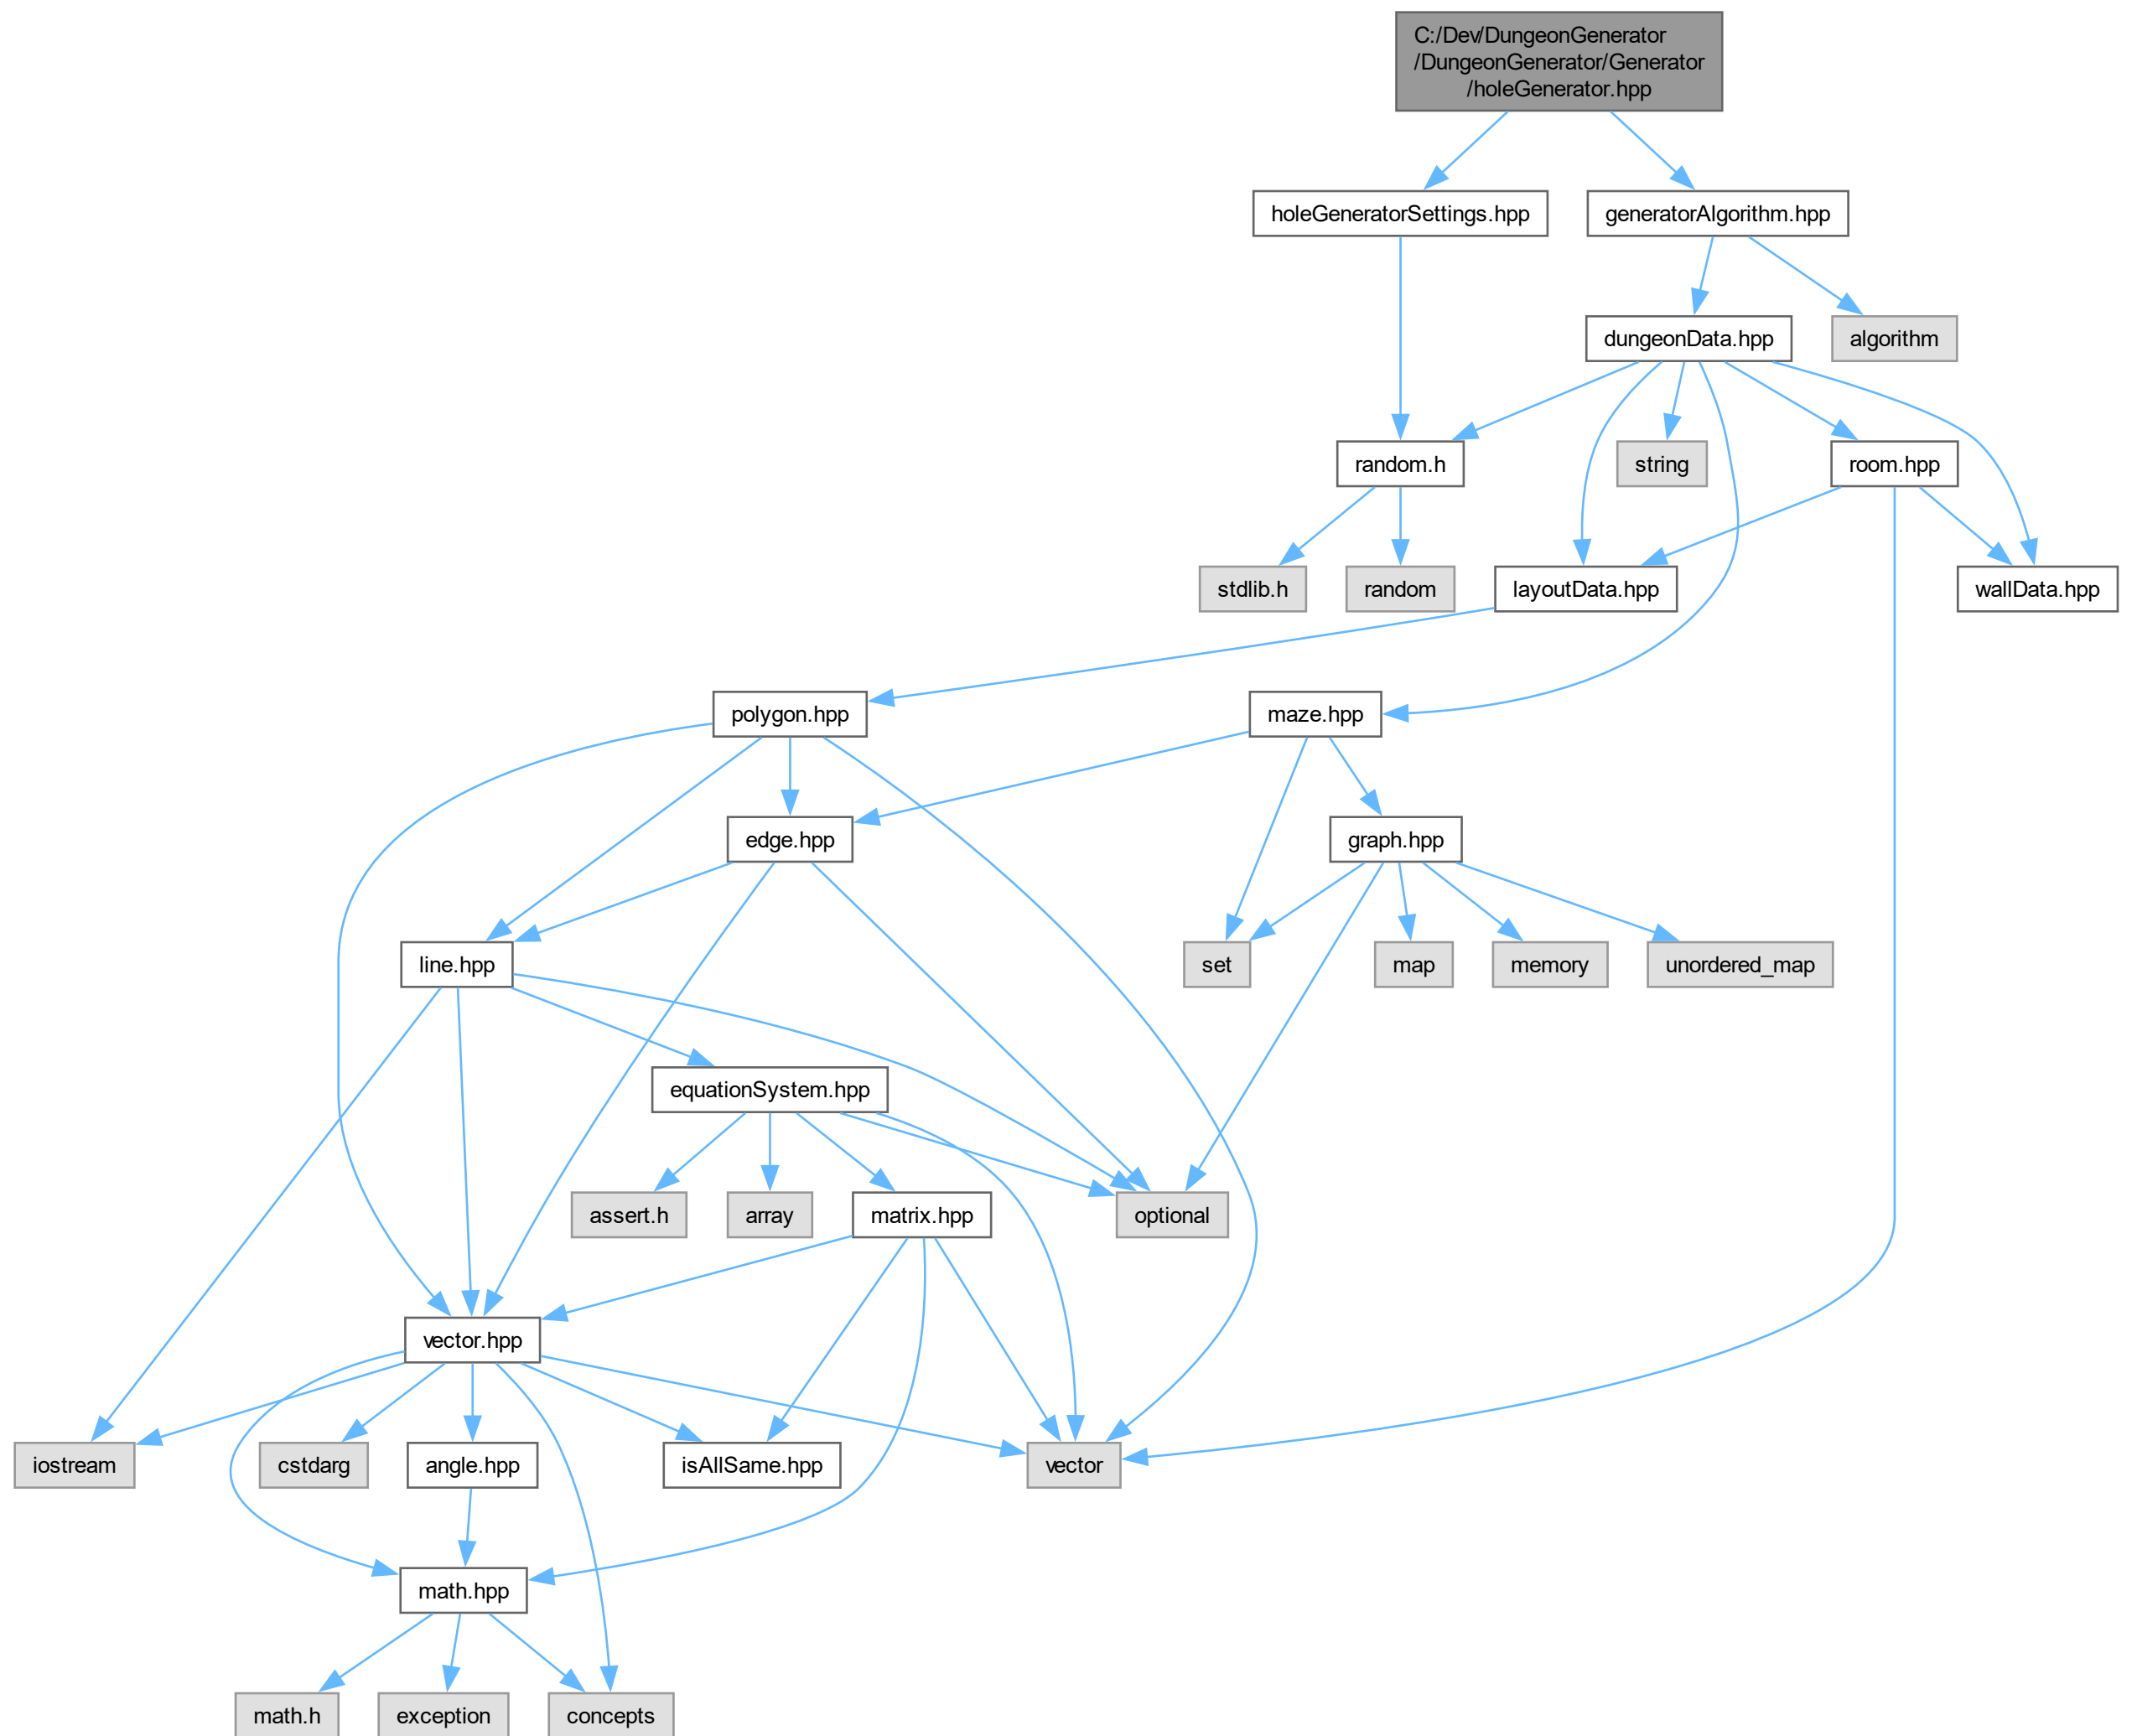 C:/Dev/DungeonGenerator
/DungeonGenerator/Generator
/holeGenerator.hpp
holeGeneratorSettings.hpp
generatorAlgorithm.hpp
dungeonData.hpp
algorithm
random.h
string
room.hpp
stdlib.h
random
layoutData.hpp
wallData.hpp
polygon.hpp
maze.hpp
edge.hpp
graph.hpp
line.hpp
set
map
memory
unordered_map
equationSystem.hpp
assert.h
array
matrix.hpp
optional
vector.hpp
iostream
cstdarg
angle.hpp
isAllSame.hpp
vector
math.hpp
math.h
exception
concepts